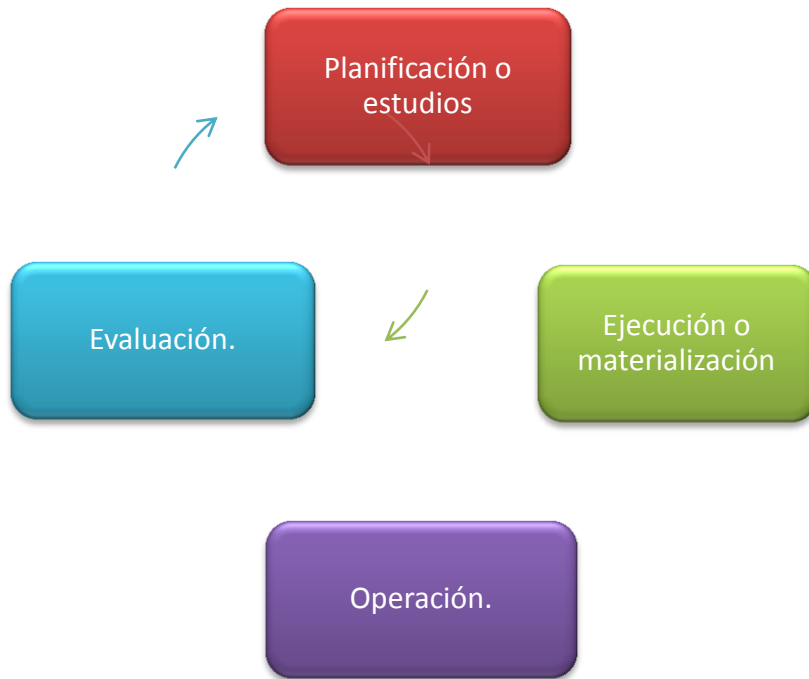 Planificación o
estudios
Evaluación.
Ejecución o
materialización
Operación.